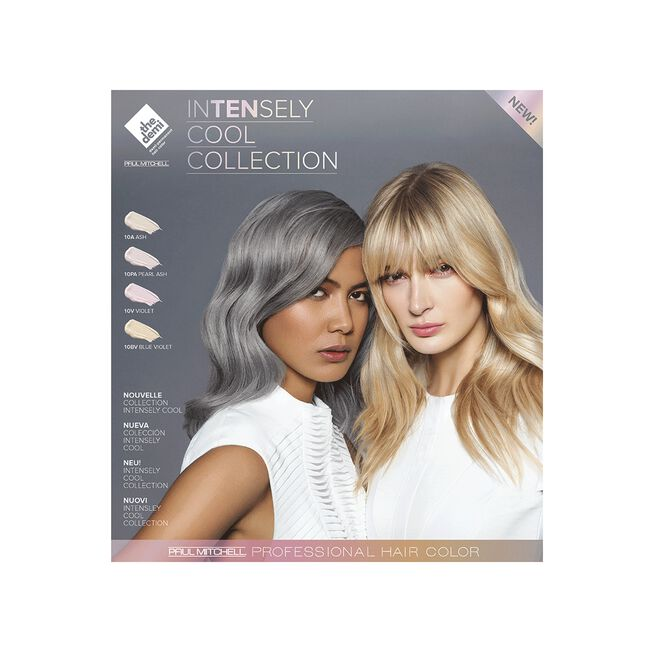 the
demi
PAUL MITCHELL
INTENSELY
COOL
COLLECTION
NEW!
10A ASH
10PA PEARL ASH
10V VIOLET
10BV BLUE VIOLET
NOUVELLE
COLLECTION
INTENSELY COOL
NUEVA
COLECCIÓN
INTENSELY
COOL
NEU!
INTENSELY
COOL
COLLECTION
NUOVI
INTENSLEY
COOL
COLLECTION
PAUL MITCHELL PROFESSIONAL HAIR COLOR